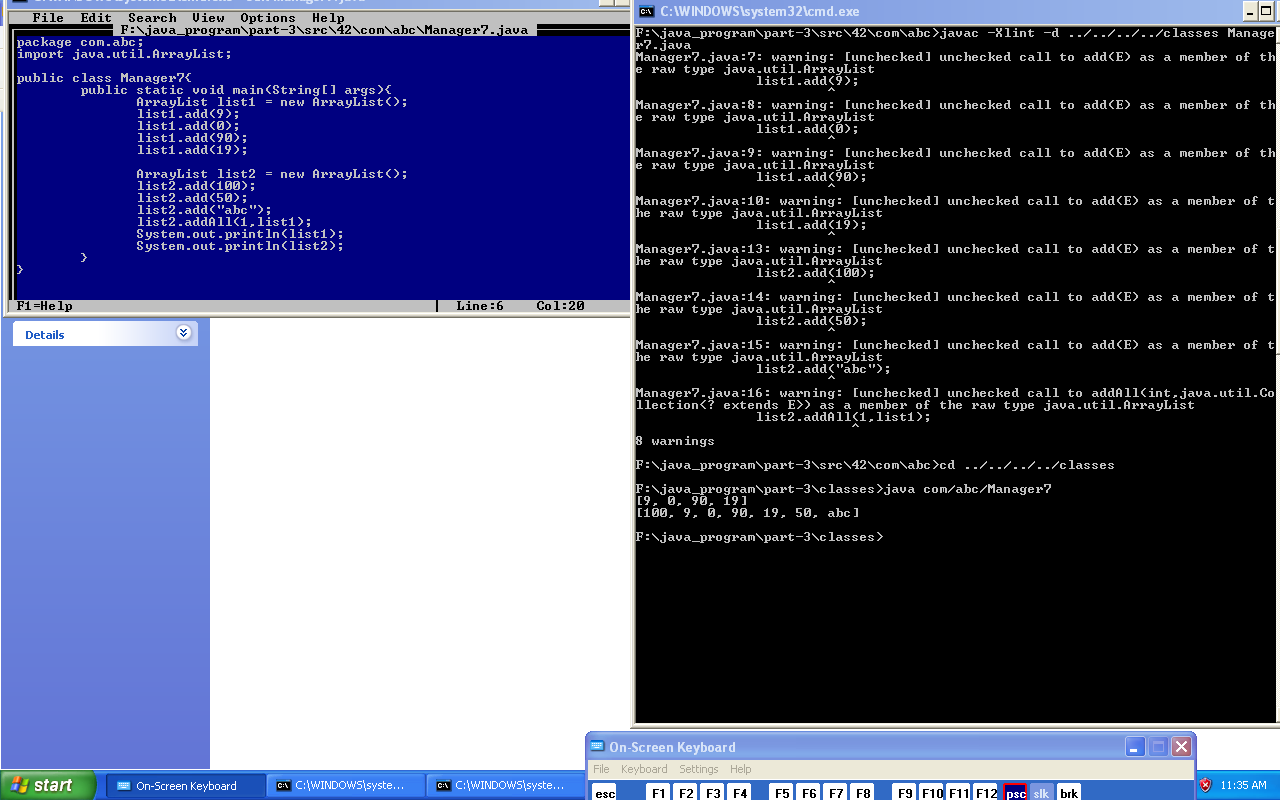 File Edit Search View Options Help
F:\java_program\part-3\src\42\com\abc\Manager7.java
package com.abc;
import java.util.ArrayList;
public class Manager7{
public static void main(String[] args){
ArrayList list1 = new ArrayList();
list1.add(9);
list1.add(0);
list1.add(90);
list1.add(19);
ArrayList list2 = new ArrayList();
list2.add(100);
list2.add(50);
list2.add("abc");
list2.addAll(1,list1);
System.out.println(list1);
System.out.println(list2);
}
}
F1=Help | Line:6 Col:20
Details
C:\WINDOWS\system32\cmd.exe
F:\java_program\part-3\src\42\com\abc>javac -Xlint -d ../../../../classes Manage
r7.java
Manager7.java:7: warning: [unchecked] unchecked call to add(E) as a member of th
e raw type java.util.ArrayList
list1.add(9);
^
Manager7.java:8: warning: [unchecked] unchecked call to add(E) as a member of th
e raw type java.util.ArrayList
list1.add(0);
^
Manager7.java:9: warning: [unchecked] unchecked call to add(E) as a member of th
e raw type java.util.ArrayList
list1.add(90);
^
Manager7.java:10: warning: [unchecked] unchecked call to add(E) as a member of t
he raw type java.util.ArrayList
list1.add(19);
^
Manager7.java:13: warning: [unchecked] unchecked call to add(E) as a member of t
he raw type java.util.ArrayList
list2.add(100);
^
Manager7.java:14: warning: [unchecked] unchecked call to add(E) as a member of t
he raw type java.util.ArrayList
list2.add(50);
^
Manager7.java:15: warning: [unchecked] unchecked call to add(E) as a member of t
he raw type java.util.ArrayList
list2.add("abc");
^
Manager7.java:16: warning: [unchecked] unchecked call to addAll(int,java.util.Co
llection<? extends E>) as a member of the raw type java.util.ArrayList
list2.addAll(1,list1);
^
8 warnings
F:\java_program\part-3\src\42\com\abc>cd ../../../../classes
F:\java_program\part-3\classes>java com/abc/Manager7
[9, 0, 90, 19]
[100, 9, 0, 90, 19, 50, abc]
F:\java_program\part-3\classes>
On-Screen Keyboard
File Keyboard Settings Help
esc F1 F2 F3 F4 F5 F6 F7 F8 F9 F10 F11 F12 psc slk brk
start On-Screen Keyboard C:\WINDOWS\syste... C:\WINDOWS\syste... 11:35 AM